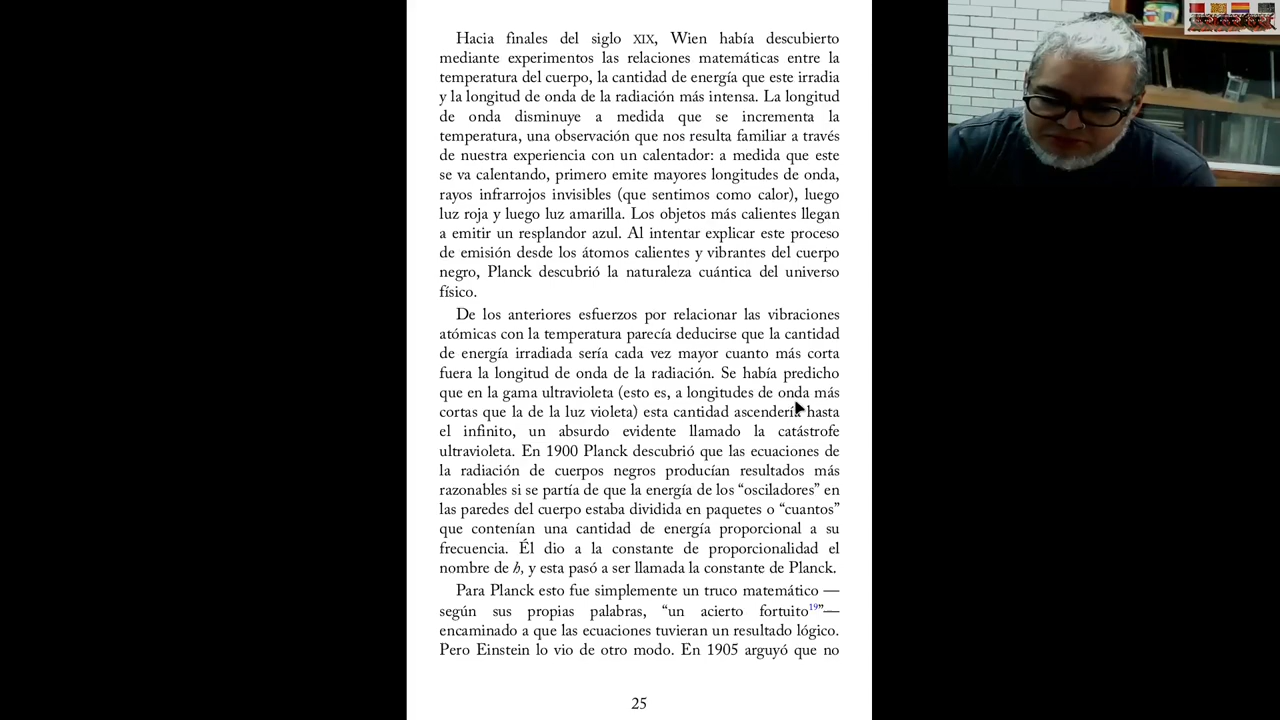 Hacia finales del siglo XIX, Wien había descubierto
mediante experimentos las relaciones matemáticas entre la
temperatura del cuerpo, la cantidad de energía que este irradia
y la longitud de onda de la radiación más intensa. La longitud
de onda disminuye a medida que se incrementa la
temperatura, una observación que nos resulta familiar a través
de nuestra experiencia con un calentador: a medida que este
se va calentando, primero emite mayores longitudes de onda,
rayos infrarrojos invisibles (que sentimos como calor), luego
luz roja y luego luz amarilla. Los objetos más calientes llegan
a emitir un resplandor azul. Al intentar explicar este proceso
de emisión desde los átomos calientes y vibrantes del cuerpo
negro, Planck descubrió la naturaleza cuántica del universo
físico.
De los anteriores esfuerzos por relacionar las vibraciones
atómicas con la temperatura parecía deducirse que la cantidad
de energía irradiada sería cada vez mayor cuanto más corta
fuera la longitud de onda de la radiación. Se había predicho
que en la gama ultravioleta (esto es, a longitudes de onda más
cortas que la de la luz violeta) esta cantidad ascendería hasta
el infinito, un absurdo evidente llamado la catástrofe
ultravioleta. En 1900 Planck descubrió que las ecuaciones de
la radiación de cuerpos negros producían resultados más
razonables si se partía de que la energía de los “osciladores” en
las paredes del cuerpo estaba dividida en paquetes o “cuantos”
que contenían una cantidad de energía proporcional a su
frecuencia. Él dio a la constante de proporcionalidad el
nombre de h, y esta pasó a ser llamada la constante de Planck.
Para Planck esto fue simplemente un truco matemático —
según sus propias palabras, “un acierto fortuito19”—
encaminado a que las ecuaciones tuvieran un resultado lógico.
Pero Einstein lo vio de otro modo. En 1905 arguyó que no
25